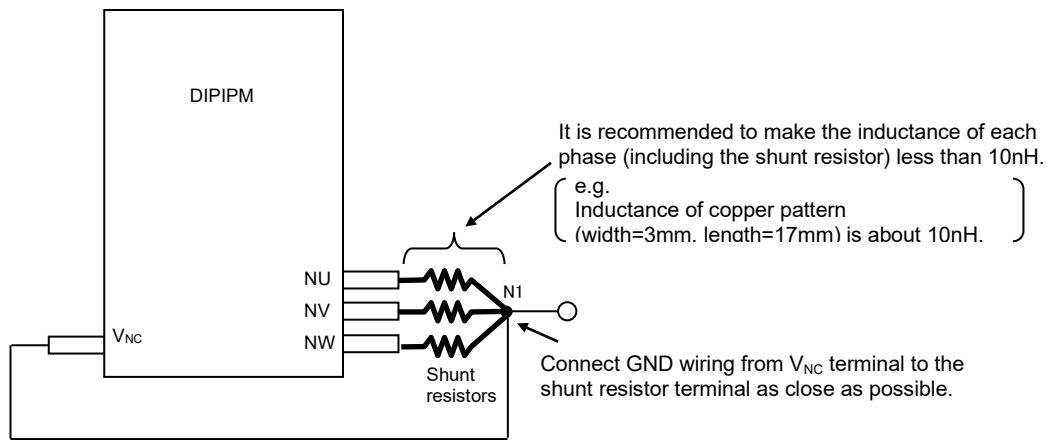 DIPIPM
It is recommended to make the inductance of each
phase (including the shunt resistor) less than 10nH.
e.g.
Inductance of copper pattern
(width=3mm, length=17mm) is about 10nH.
NU
N1
NV
VNC
NW
Shunt
resistors
Connect GND wiring from VNC terminal to the
shunt resistor terminal as close as possible.